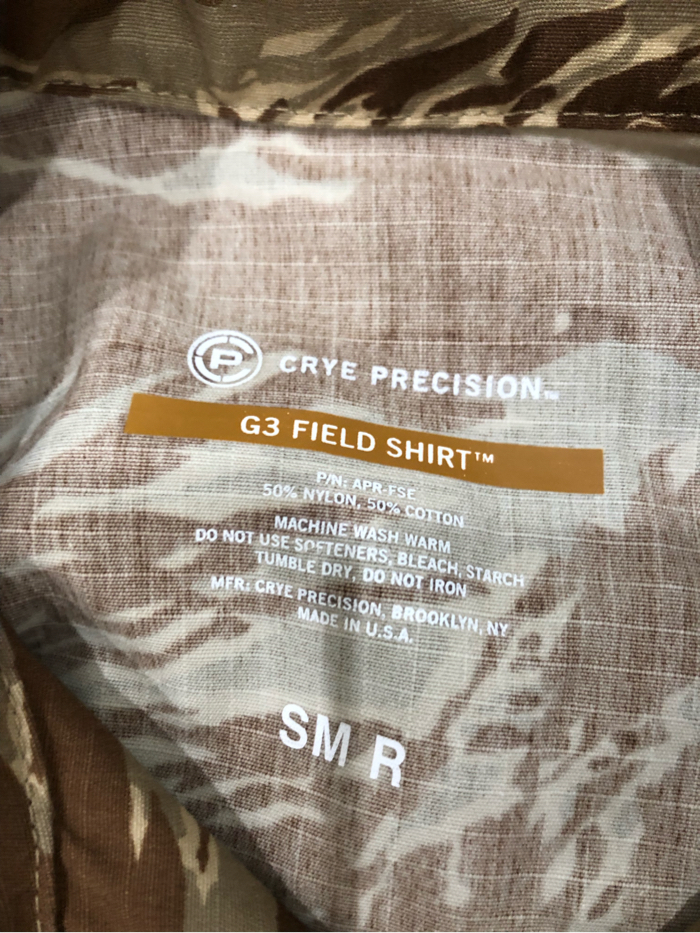 CP CRYE PRECISION™
G3 FIELD SHIRT™
P/N: APR-FSE
50% NYLON, 50% COTTON
MACHINE WASH WARM
DO NOT USE SOFTENERS, BLEACH, STARCH
TUMBLE DRY, DO NOT IRON
MFR: CRYE PRECISION, BROOKLYN, NY
MADE IN U.S.A.
SM R